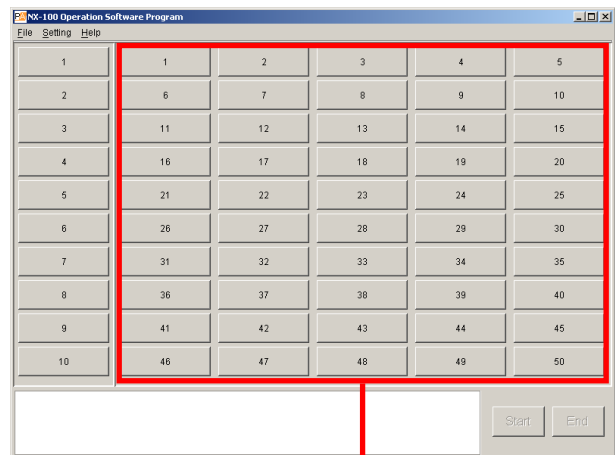 NX-100 Operation Software Program
File Setting Help
1 1 2 3 4 5
2 6 7 8 9 10
3 11 12 13 14 15
4 16 17 18 19 20
5 21 22 23 24 25
6 26 27 28 29 30
7 31 32 33 34 35
8 36 37 38 39 40
9 41 42 43 44 45
10 46 47 48 49 50
Start End